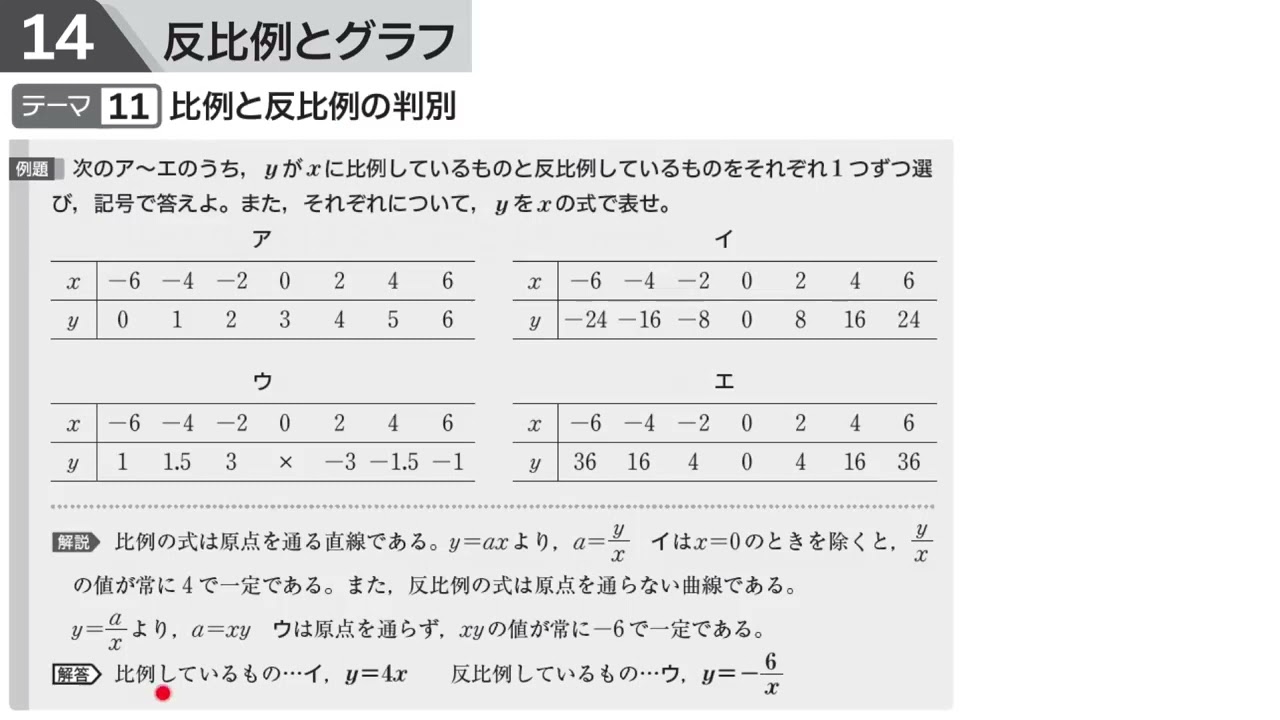 14 反比例とグラフ
テーマ 11 比例と反比例の判別
例題 次のア～エのうち，yがxに比例しているものと反比例しているものをそれぞれ1つずつ選
び，記号で答えよ。また，それぞれについて，yをxの式で表せ。
ア
x −6 −4 −2 0 2 4 6
y 0 1 2 3 4 5 6
イ
x −6 −4 −2 0 2 4 6
y −24 −16 −8 0 8 16 24
ウ
x −6 −4 −2 0 2 4 6
y 1 1.5 3 × −3 −1.5 −1
エ
x −6 −4 −2 0 2 4 6
y 36 16 4 0 4 16 36
解説 比例の式は原点を通る直線である。y=axより，a=y/x イはx=0のときを除くと，y/x
の値が常に4で一定である。また，反比例の式は原点を通らない曲線である。
y=a/xより，a=xy ウは原点を通らず，xyの値が常に−6で一定である。
解答 比例しているもの…イ，y=4x 反比例しているもの…ウ，y=−6/x